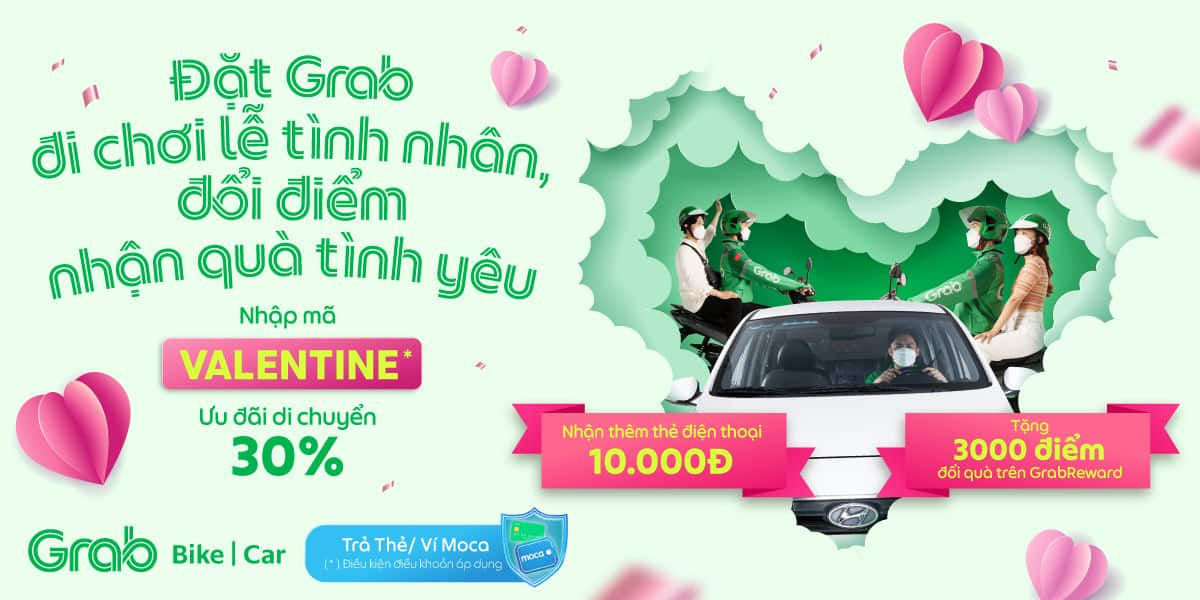 Đặt Grab
đi chơi lễ tình nhân,
đổi điểm
nhận quà tình yêu
Nhập mã
VALENTINE*
Ưu đãi di chuyển
30%
Grab
Grab
Nhận thêm thẻ điện thoại
10.000Đ
Tặng
3000 điểm
đổi quà trên GrabReward
Grab Bike | Car
Trả Thẻ/ Ví Moca
(*) Điều kiện điều khoản áp dụng
moca